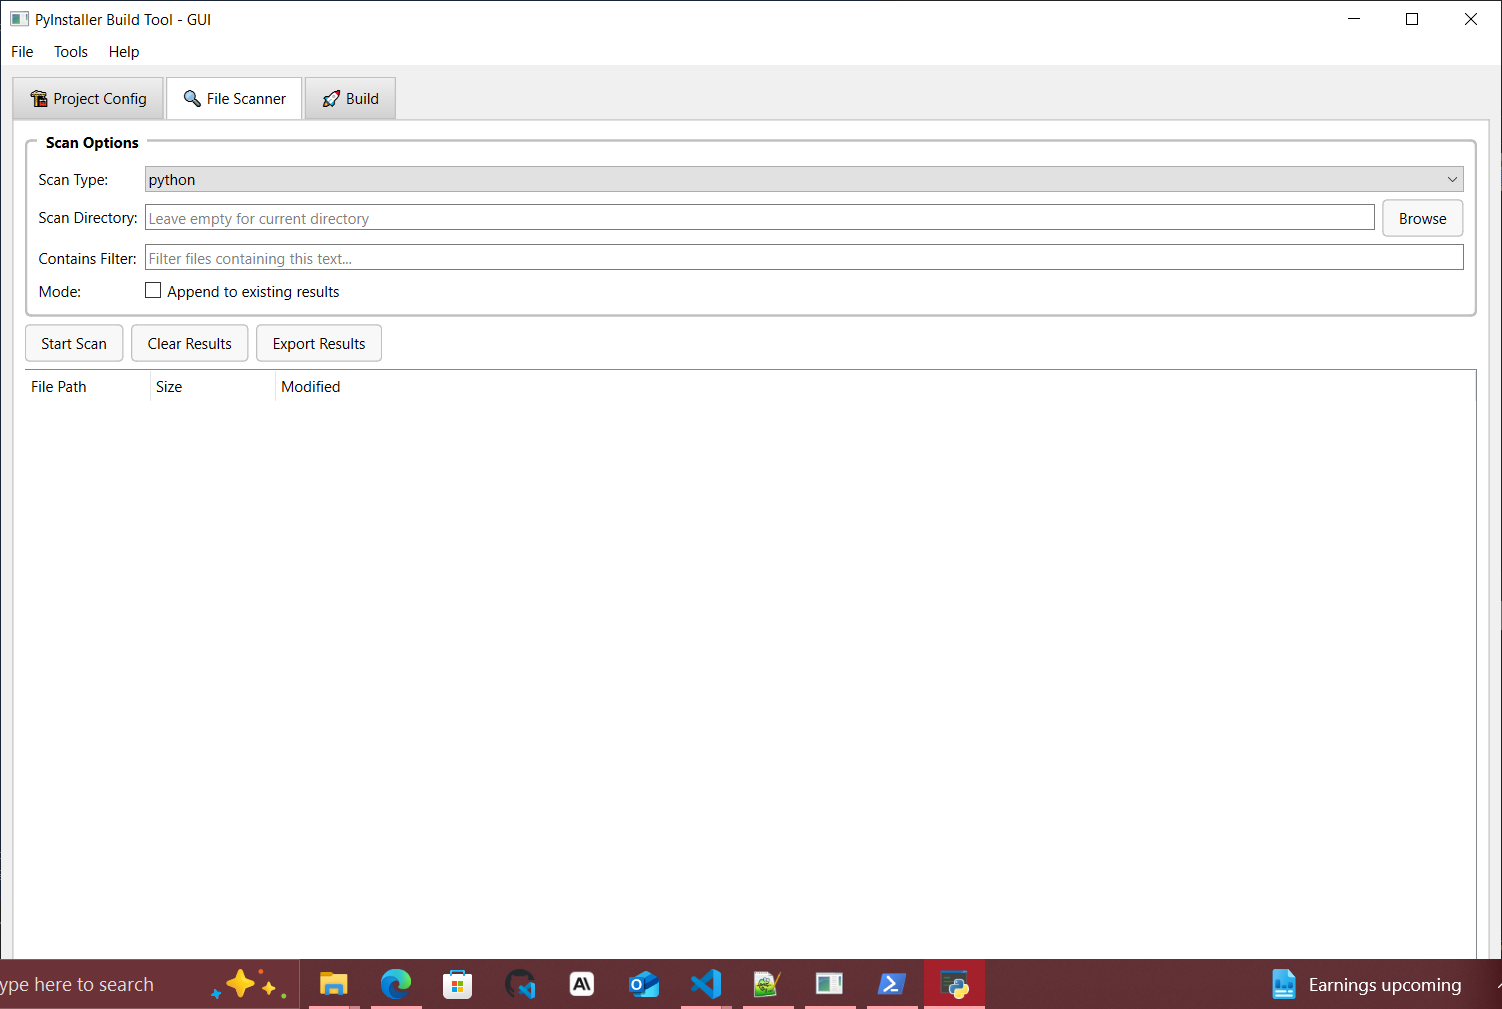 PyInstaller Build Tool - GUI
File Tools Help
Project Config File Scanner Build
Scan Options
Scan Type: python
Scan Directory: Leave empty for current directory Browse
Contains Filter: Filter files containing this text...
Mode: Append to existing results
Start Scan Clear Results Export Results
File Path Size Modified
ype here to search Earnings upcoming